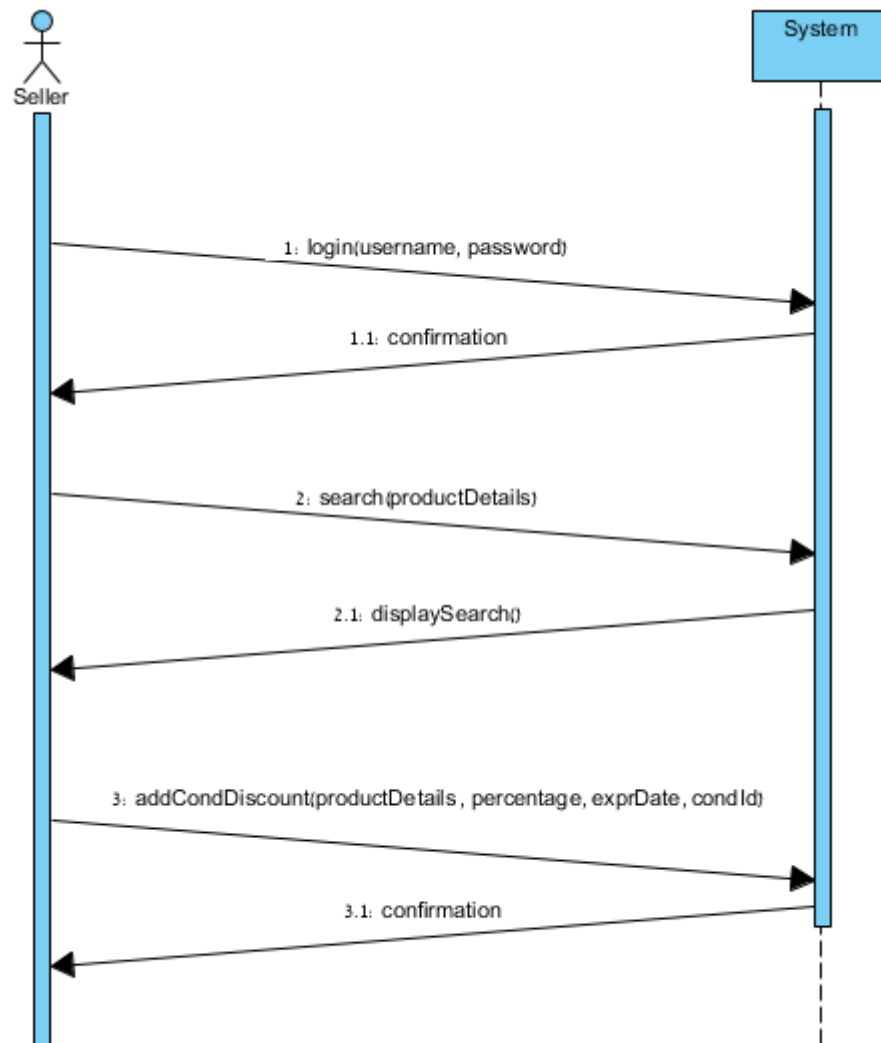 System
Seller
1: login(username, password)
1.1: confirmation
2: search(productDetails)
2.1: displaySearch()
3: addCondDiscount(productDetails, percentage, exprDate, condId)
3.1: confirmation